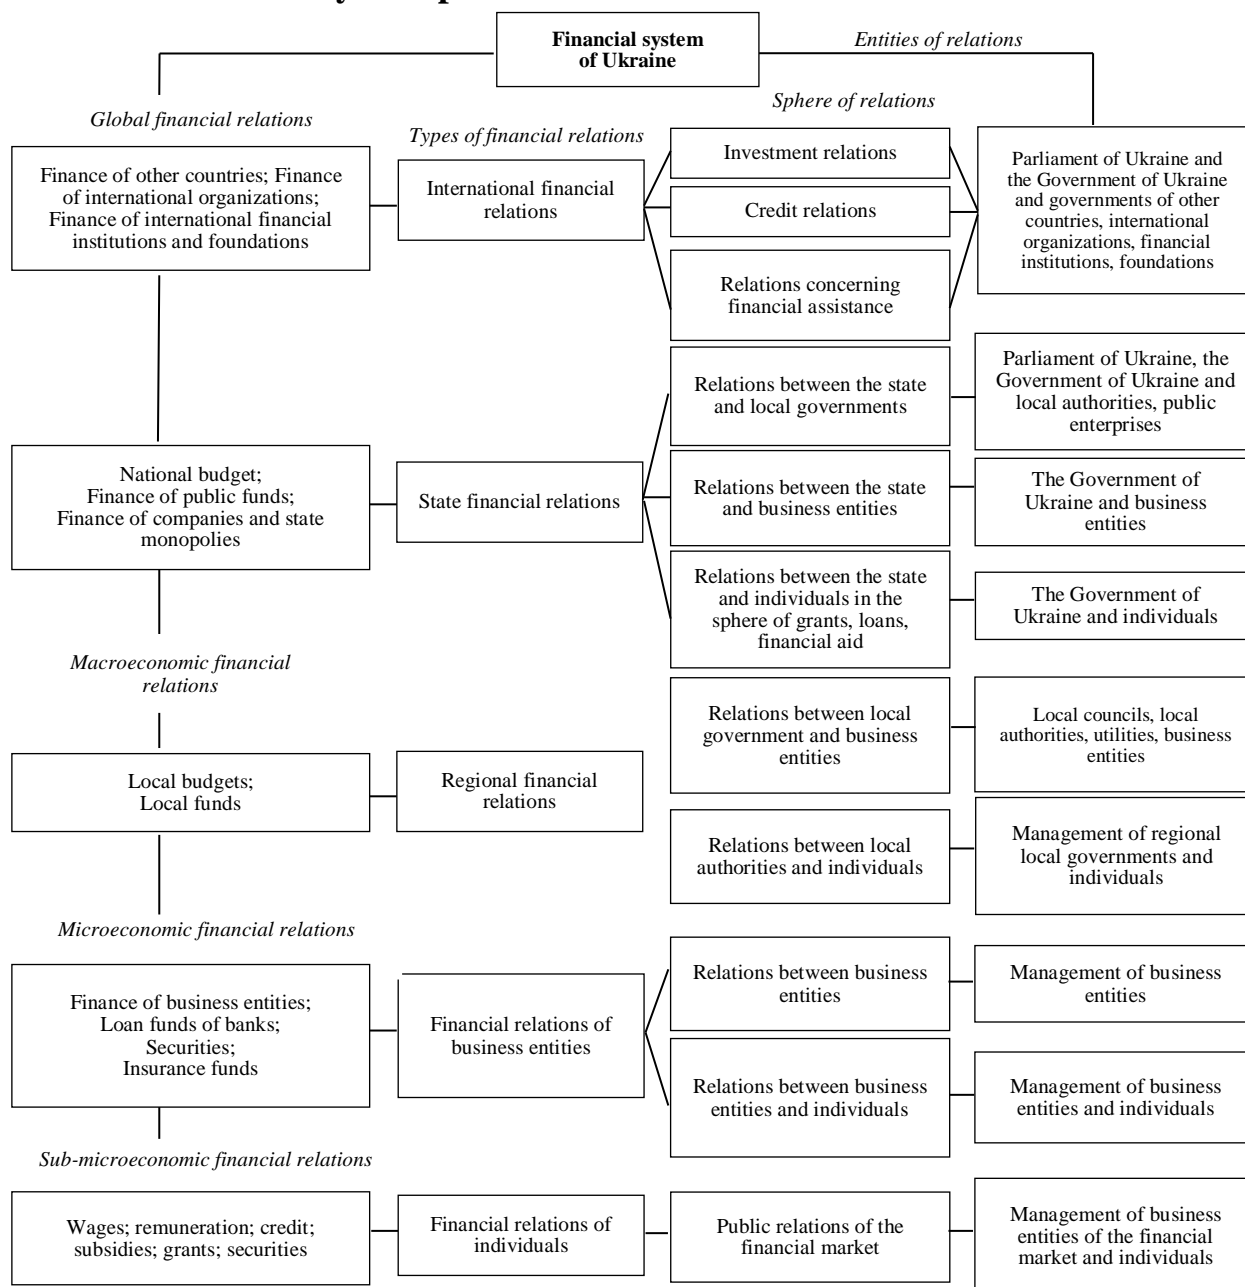 Financial system
of Ukraine
Entities of relations
Global financial relations
Types of financial relations
Sphere of relations
Finance of other countries; Finance
of international organizations;
Finance of international financial
institutions and foundations
International financial
relations
Investment relations
Credit relations
Relations concerning
financial assistance
Parliament of Ukraine and
the Government of Ukraine
and governments of other
countries, international
organizations, financial
institutions, foundations
National budget;
Finance of public funds;
Finance of companies and state
monopolies
State financial relations
Relations between the state
and local governments
Parliament of Ukraine, the
Government of Ukraine and
local authorities, public
enterprises
Relations between the state
and business entities
The Government of
Ukraine and business
entities
Relations between the state
and individuals in the
sphere of grants, loans,
financial aid
The Government of
Ukraine and individuals
Macroeconomic financial
relations
Local budgets;
Local funds
Regional financial
relations
Relations between local
government and business
entities
Local councils, local
authorities, utilities, business
entities
Relations between local
authorities and individuals
Management of regional
local governments and
individuals
Microeconomic financial relations
Finance of business entities;
Loan funds of banks;
Securities;
Insurance funds
Financial relations of
business entities
Relations between business
entities
Management of business
entities
Relations between business
entities and individuals
Management of business
entities and individuals
Sub-microeconomic financial relations
Wages; remuneration; credit;
subsidies; grants; securities
Financial relations of
individuals
Public relations of the
financial market
Management of business
entities of the financial
market and individuals